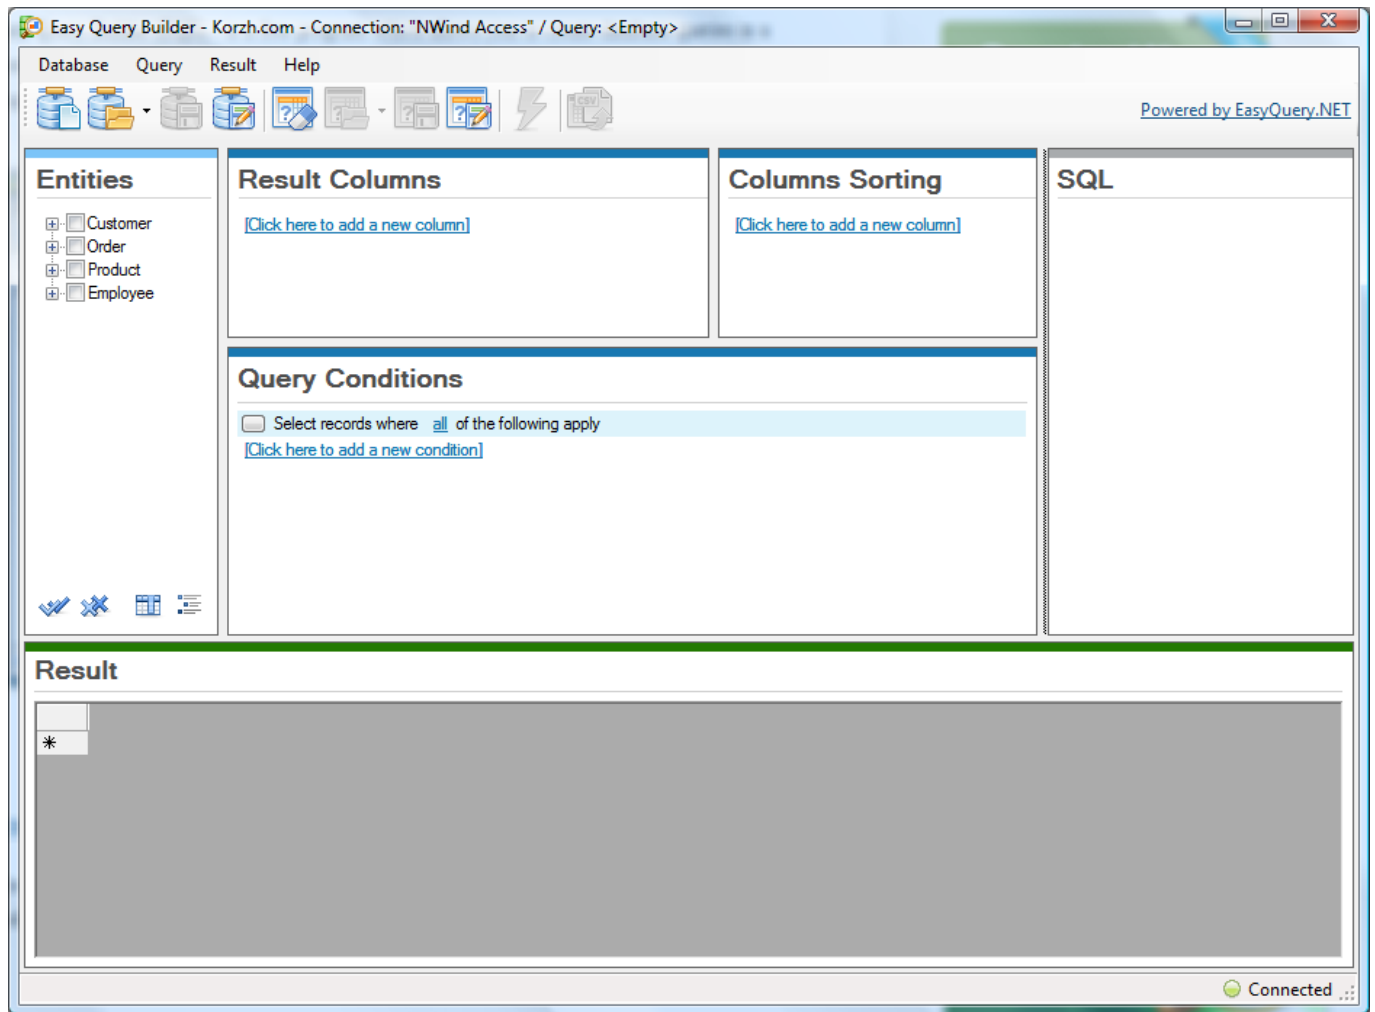 Easy Query Builder - Korzh.com - Connection: "NWind Access" / Query: <Empty>
Database Query Result Help
CSV
Powered by EasyQuery.NET
Entities
Customer
Order
Product
Employee
Result Columns
[Click here to add a new column]
Columns Sorting
[Click here to add a new column]
SQL
Query Conditions
Select records where all of the following apply
[Click here to add a new condition]
Result
Connected